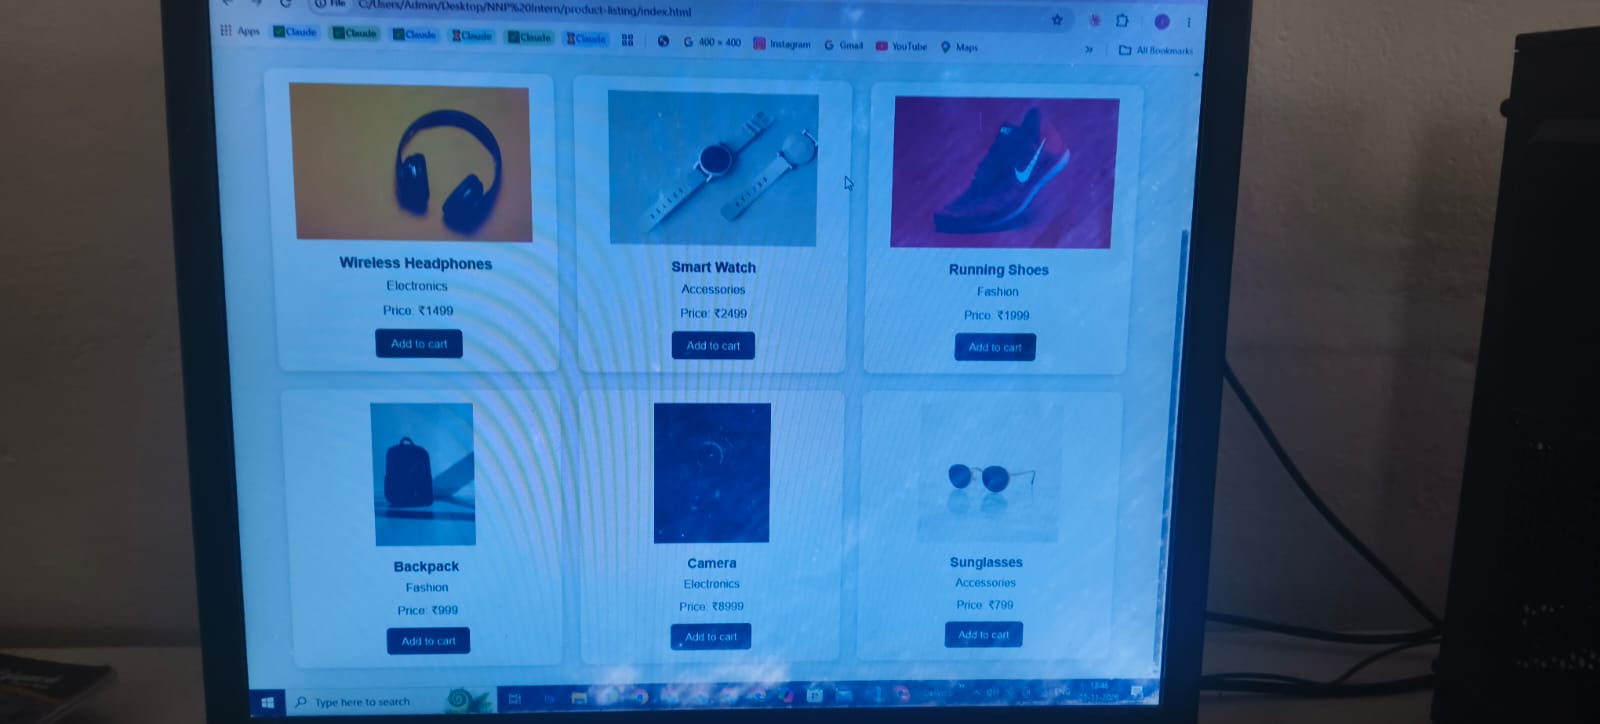 File C:/Users/Admin/Desktop/NNP%20Intern/product-listing/index.html
Apps Claude Claude Claude Claude Claude Claude G 400 × 400 Instagram Gmail YouTube Maps » All Bookmarks
Wireless Headphones
Electronics
Price: ₹1499
Add to cart
Smart Watch
Accessories
Price: ₹2499
Add to cart
Running Shoes
Fashion
Price: ₹1999
Add to cart
Backpack
Fashion
Price: ₹999
Add to cart
Camera
Electronics
Price: ₹8999
Add to cart
Sunglasses
Accessories
Price: ₹799
Add to cart
Type here to search
ENG